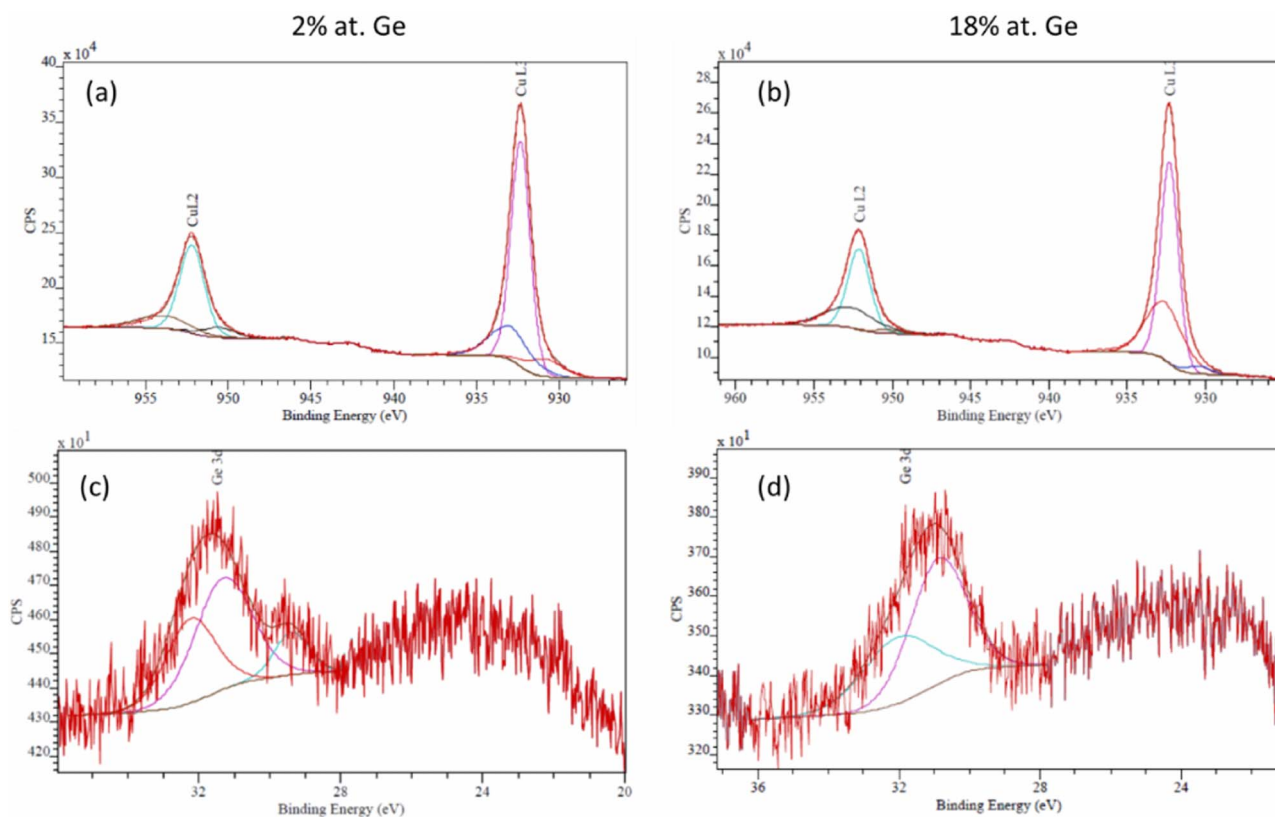 2% at. Ge
18% at. Ge
x 10⁴
40
35
30
25
20
15
CPS
(a)
CuL2
Cu L
955
950
945
940
935
930
Binding Energy (eV)
x 10⁴
28
26
24
22
20
18
16
14
12
10
CPS
(b)
Cu L2
Cu L
960
955
950
945
940
935
930
Binding Energy (eV)
x 10¹
500
490
480
470
460
450
440
430
420
CPS
(c)
Ge 3d
32
28
24
20
Binding Energy (eV)
x 10¹
390
380
370
360
350
340
330
320
CPS
(d)
Ge 3d
36
32
28
24
Binding Energy (eV)